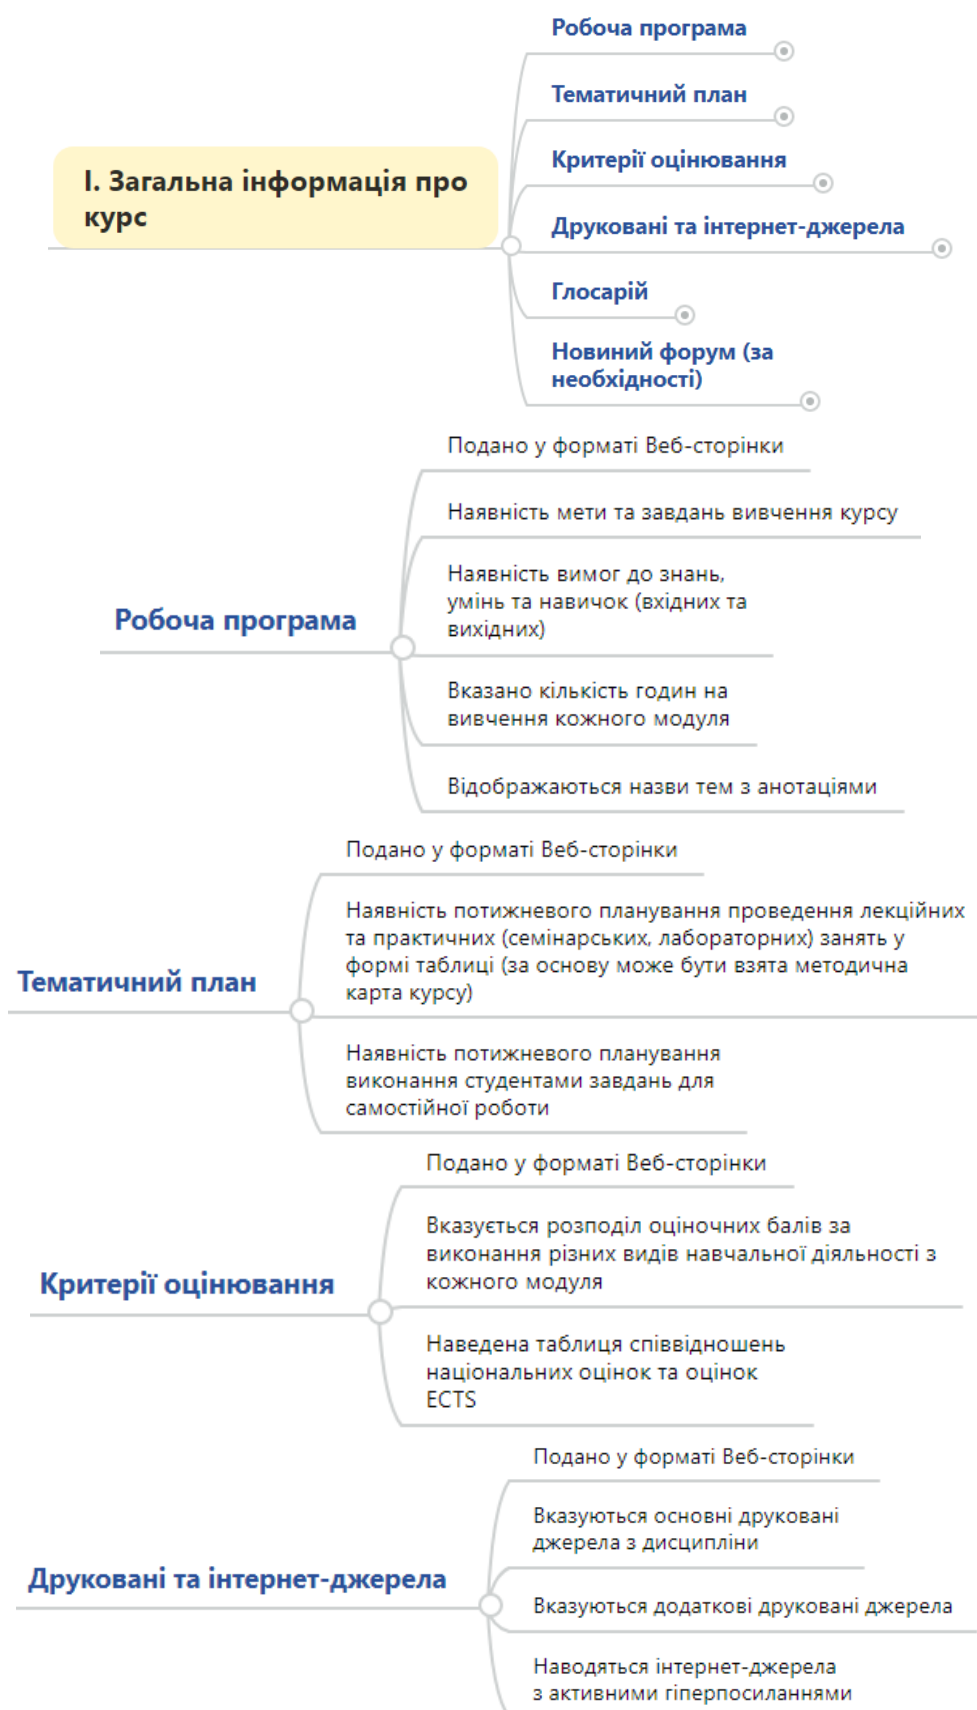 Робоча програма
Тематичний план
Критерії оцінювання
І. Загальна інформація про
курс
Друковані та інтернет-джерела
Глосарій
Новиний форум (за
необхідності)
Подано у форматі Веб-сторінки
Наявність мети та завдань вивчення курсу
Наявність вимог до знань,
умінь та навичок (вхідних та
вихідних)
Робоча програма
Вказано кількість годин на
вивчення кожного модуля
Відображаються назви тем з анотаціями
Подано у форматі Веб-сторінки
Наявність потижневого планування проведення лекційних
та практичних (семінарських, лабораторних) занять у
формі таблиці (за основу може бути взята методична
карта курсу)
Тематичний план
Наявність потижневого планування
виконання студентами завдань для
самостійної роботи
Подано у форматі Веб-сторінки
Вказується розподіл оціночних балів за
виконання різних видів навчальної діяльності з
кожного модуля
Критерії оцінювання
Наведена таблиця співвідношень
національних оцінок та оцінок
ECTS
Подано у форматі Веб-сторінки
Вказуються основні друковані
джерела з дисципліни
Друковані та інтернет-джерела
Вказуються додаткові друковані джерела
Наводяться інтернет-джерела
з активними гіперпосиланнями